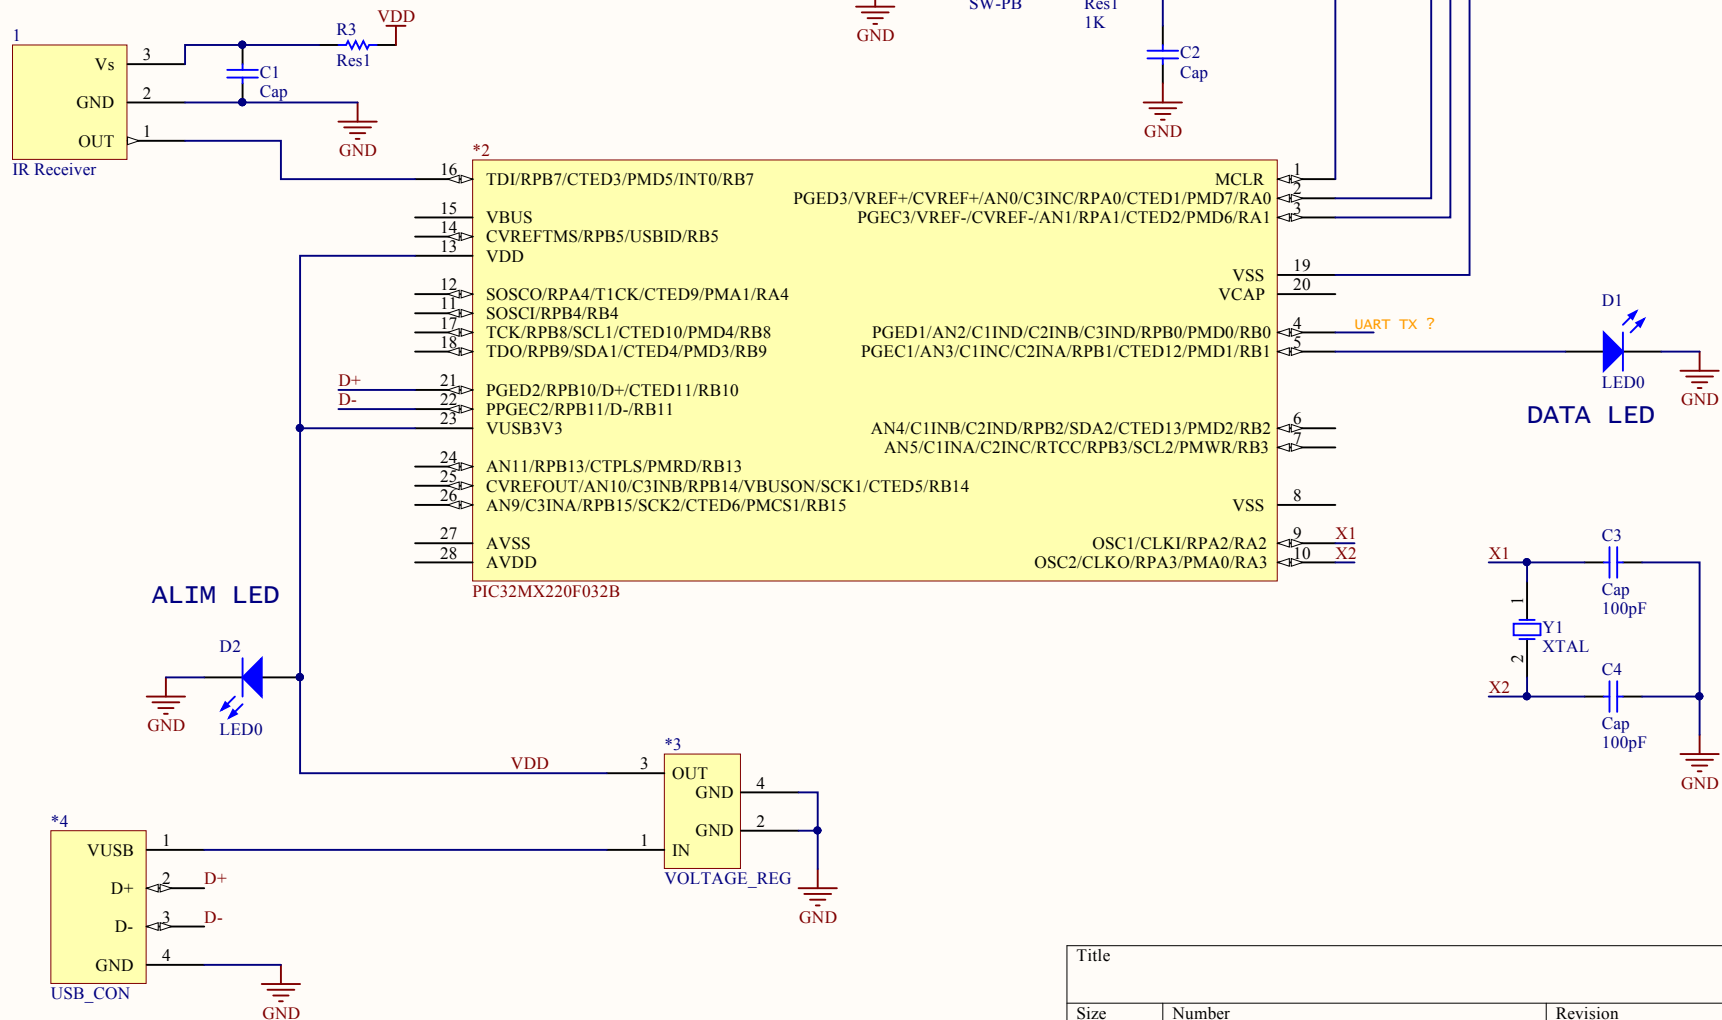 SW-PB
Res1
1K
GND
C2
Cap
GND
1
Vs
3
GND
2
OUT
1
IR Receiver
VDD
R3
Res1
C1
Cap
GND
*2
16
TDI/RPB7/CTED3/PMD5/INT0/RB7
15
VBUS
14
CVREFTMS/RPB5/USBID/RB5
13
VDD
12
SOSCO/RPA4/T1CK/CTED9/PMA1/RA4
11
SOSCI/RPB4/RB4
17
TCK/RPB8/SCL1/CTED10/PMD4/RB8
18
TDO/RPB9/SDA1/CTED4/PMD3/RB9
D+
21
PGED2/RPB10/D+/CTED11/RB10
D-
22
PPGEC2/RPB11/D-/RB11
23
VUSB3V3
24
AN11/RPB13/CTPLS/PMRD/RB13
25
CVREFOUT/AN10/C3INB/RPB14/VBUSON/SCK1/CTED5/RB14
26
AN9/C3INA/RPB15/SCK2/CTED6/PMCS1/RB15
27
AVSS
28
AVDD
PIC32MX220F032B
MCLR
1
PGED3/VREF+/CVREF+/AN0/C3INC/RPA0/CTED1/PMD7/RA0
2
PGEC3/VREF-/CVREF-/AN1/RPA1/CTED2/PMD6/RA1
3
VSS
19
VCAP
20
PGED1/AN2/C1IND/C2INB/C3IND/RPB0/PMD0/RB0
4
UART TX ?
PGEC1/AN3/C1INC/C2INA/RPB1/CTED12/PMD1/RB1
5
AN4/C1INB/C2IND/RPB2/SDA2/CTED13/PMD2/RB2
6
AN5/C1INA/C2INC/RTCC/RPB3/SCL2/PMWR/RB3
7
VSS
8
OSC1/CLKI/RPA2/RA2
9
X1
OSC2/CLKO/RPA3/PMA0/RA3
10
X2
D1
LED0
GND
DATA LED
X1
C3
Cap
100pF
1
Y1
XTAL
2
X2
C4
Cap
100pF
GND
ALIM LED
D2
LED0
GND
VDD
*3
3
OUT
GND
4
GND
2
1
IN
VOLTAGE_REG
GND
*4
VUSB
1
D+
2
D+
D-
3
D-
GND
4
USB_CON
GND
Title
Size
Number
Revision